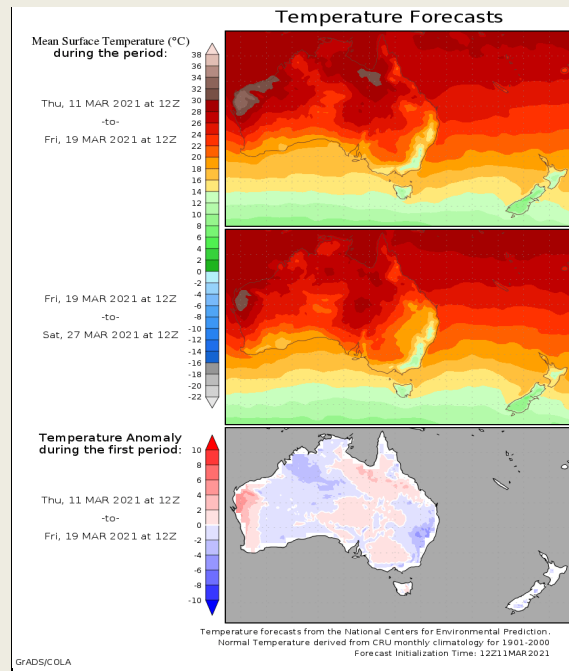 Temperature Forecasts
Mean Surface Temperature (°C)
during the period:
Thu, 11 MAR 2021 at 12Z
-to-
Fri, 19 MAR 2021 at 12Z
38
36
34
32
30
28
26
24
22
20
18
16
14
12
10
8
6
4
2
0
-2
-4
-6
-8
-10
-12
-14
-16
-18
-20
-22
Fri, 19 MAR 2021 at 12Z
-to-
Sat, 27 MAR 2021 at 12Z
Temperature Anomaly
during the first period:
Thu, 11 MAR 2021 at 12Z
-to-
Fri, 19 MAR 2021 at 12Z
10
8
6
4
2
0
-2
-4
-6
-8
-10
Temperature forecasts from the National Centers for Environmental Prediction.
Normal Temperature derived from CRU monthly climatology for 1901-2000
Forecast Initialization Time: 12Z11MAR2021
GrADS/COLA